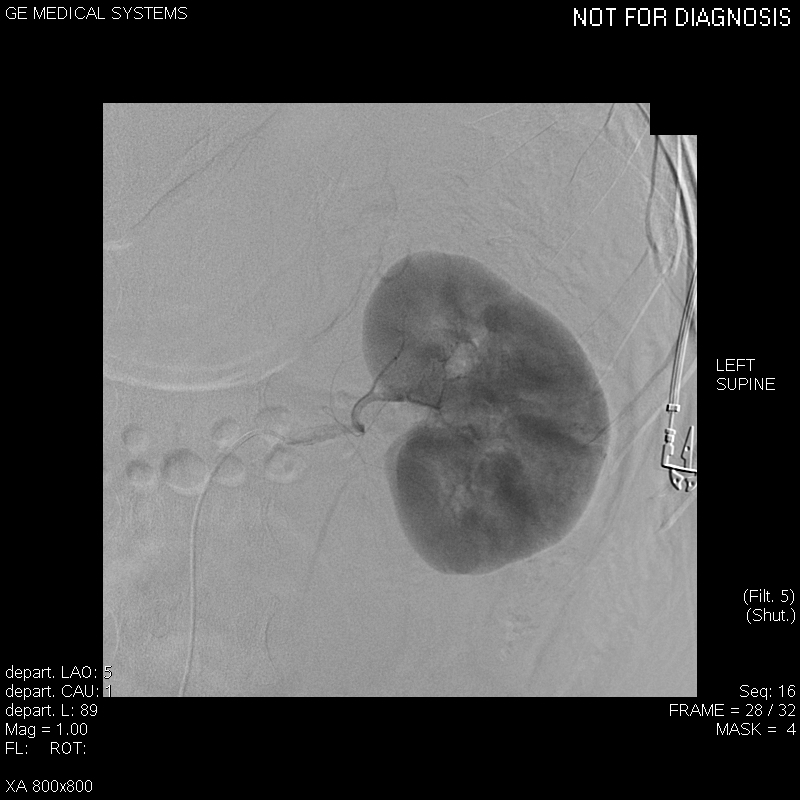 GE MEDICAL SYSTEMS
NOT FOR DIAGNOSIS
LEFT
SUPINE
(Filt. 5)
(Shut.)
depart. LAO: 5
depart. CAU: 1
depart. L: 89
Mag = 1.00
FL: ROT:
Seq: 16
FRAME = 28 / 32
MASK = 4
XA 800x800